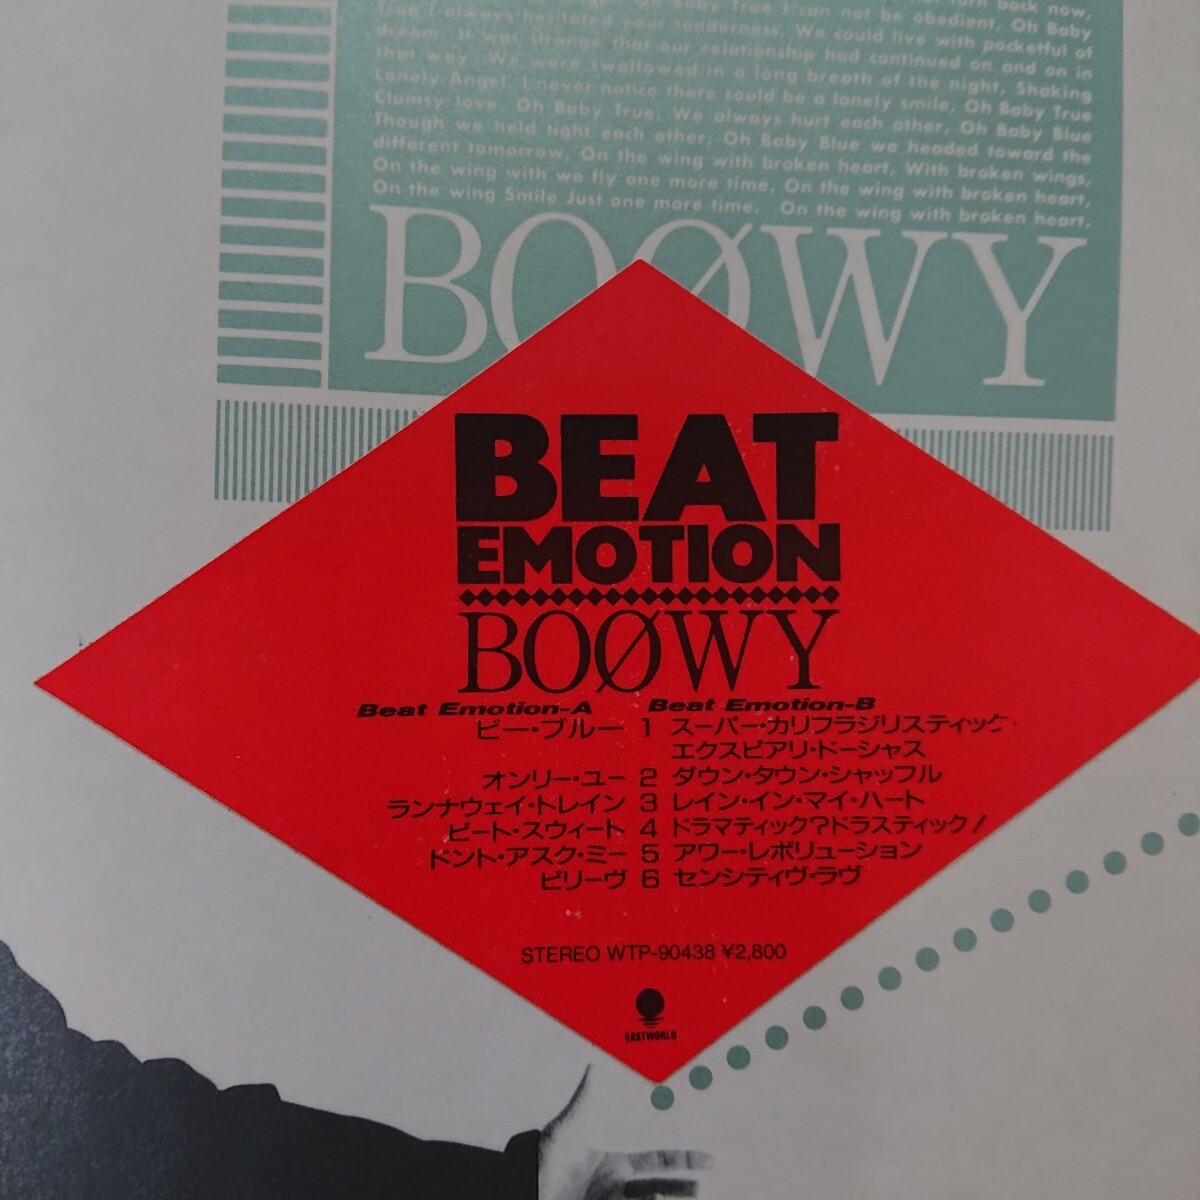 turn back now,
Oh Baby True I can not be obedient, Oh Baby
True I always hesitated your tenderness, We could live with pocketful of
dream. It was strange that our relationship had continued on and on in
that way. We were swallowed in a long breath of the night, Shaking
Lonely Angel, I never notice there could be a lonely smile, Oh Baby True
Clumsy love, Oh Baby True, We always hurt each other, Oh Baby Blue
Though we held tight each other, Oh Baby Blue we headed toward the
different tomorrow, On the wing with broken heart, With broken wings,
On the wing with we fly one more time, On the wing with broken heart,
On the wing Smile Just one more time. On the wing with broken heart.
BOØWY
BEAT
EMOTION
BOØWY
Beat Emotion-A Beat Emotion-B
ビー・ブルー 1 スーパー・カリフラジリスティック・
エクスピアリ・ドーシャス
オンリー・ユー 2 ダウン・タウン・シャッフル
ランナウェイ・トレイン 3 レイン・イン・マイ・ハート
ビート・スウィート 4 ドラマティック?ドラスティック!
ドント・アスク・ミー 5 アワー・レボリューション
ビリーヴ 6 センシティヴ・ラヴ
STEREO WTP-90438 ¥2,800
EASTWORLD